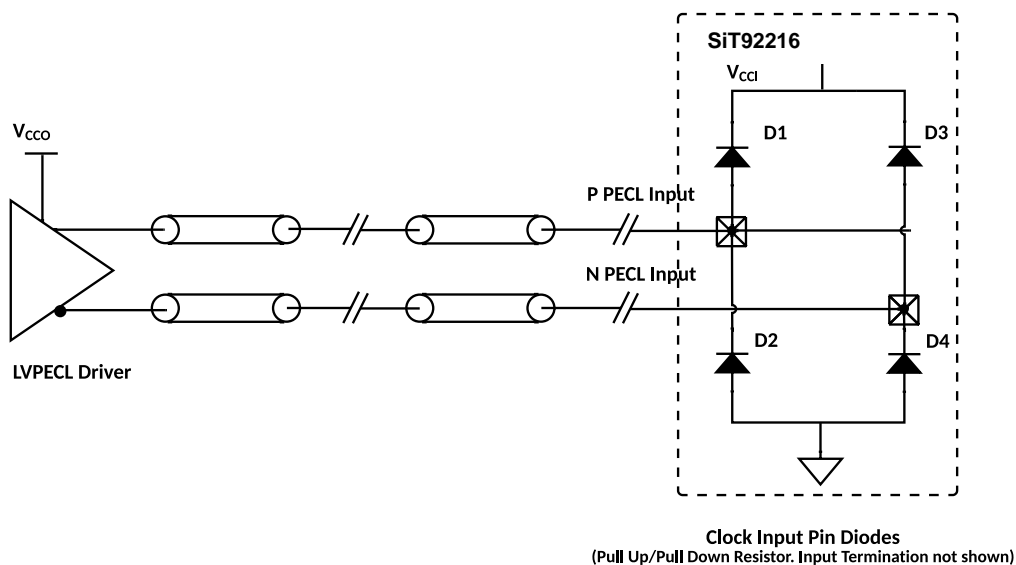 SiT92216
VCCI
D1
D3
VCCO
P PECL Input
N PECL Input
D2
D4
LVPECL Driver
Clock Input Pin Diodes
(Pull Up/Pull Down Resistor. Input Termination not shown)